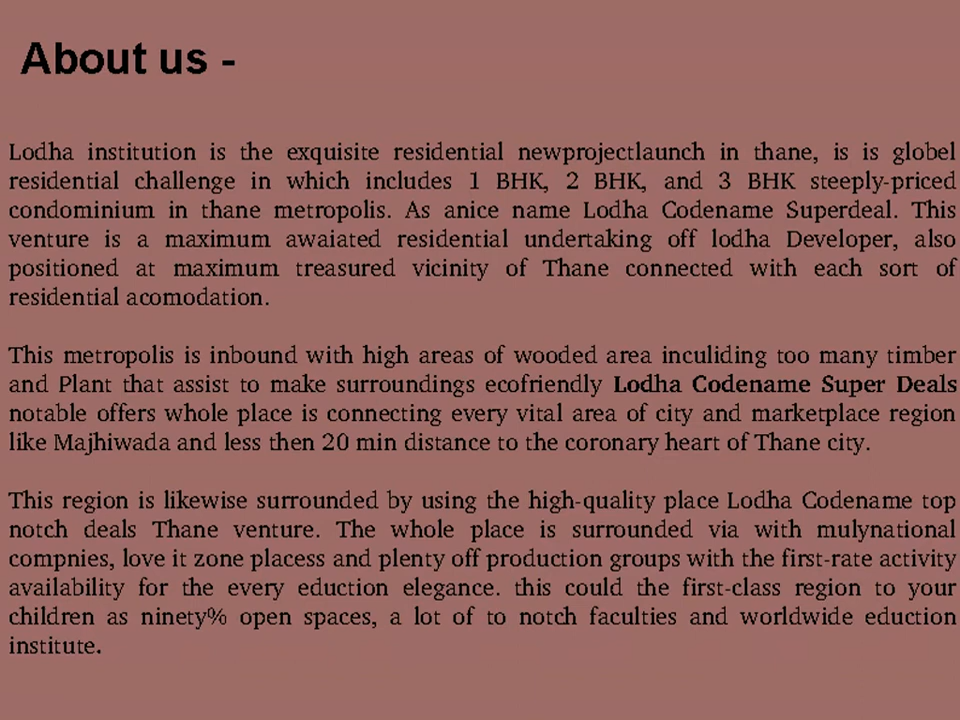 About us -
Lodha institution is the exquisite residential newprojectlaunch in thane, is is globel
residential challenge in which includes 1 BHK, 2 BHK, and 3 BHK steeply-priced
condominium in thane metropolis. As anice name Lodha Codename Superdeal. This
venture is a maximum awaiated residential undertaking off lodha Developer, also
positioned at maximum treasured vicinity of Thane connected with each sort of
residential acomodation.
This metropolis is inbound with high areas of wooded area inculiding too many timber
and Plant that assist to make surroundings ecofriendly Lodha Codename Super Deals
notable offers whole place is connecting every vital area of city and marketplace region
like Majhiwada and less then 20 min distance to the coronary heart of Thane city.
This region is likewise surrounded by using the high-quality place Lodha Codename top
notch deals Thane venture. The whole place is surrounded via with mulynational
compnies, love it zone placess and plenty off production groups with the first-rate activity
availability for the every eduction elegance. this could the first-class region to your
children as ninety% open spaces, a lot of to notch faculties and worldwide eduction
institute.